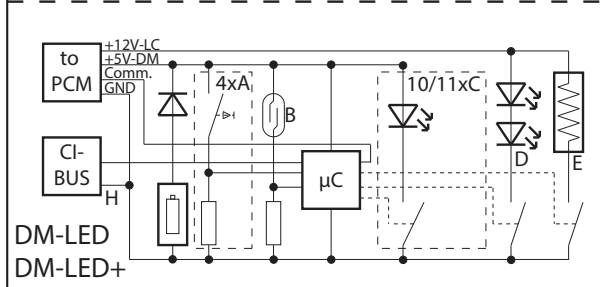 to
PCM
+12V-LC
+5V-DM
Comm.
GND
4xA
B
10/11xC
D
E
CI-
BUS
H
µC
DM-LED
DM-LED+